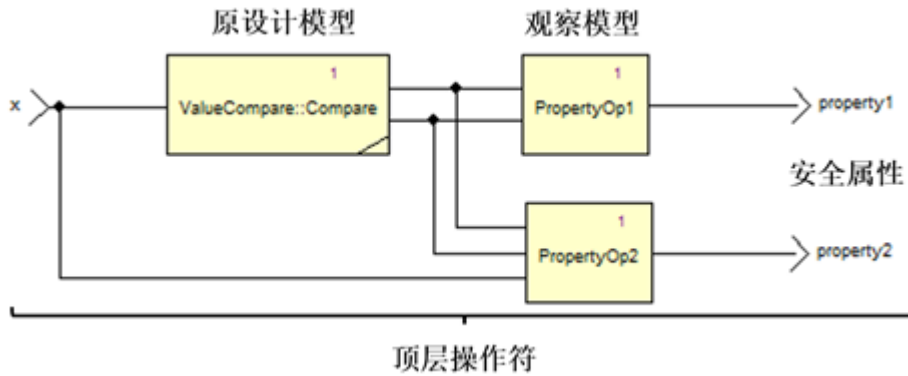 原设计模型
观察模型
1
1
x
ValueCompare::Compare
PropertyOp1
property1
安全属性
1
PropertyOp2
property2
顶层操作符